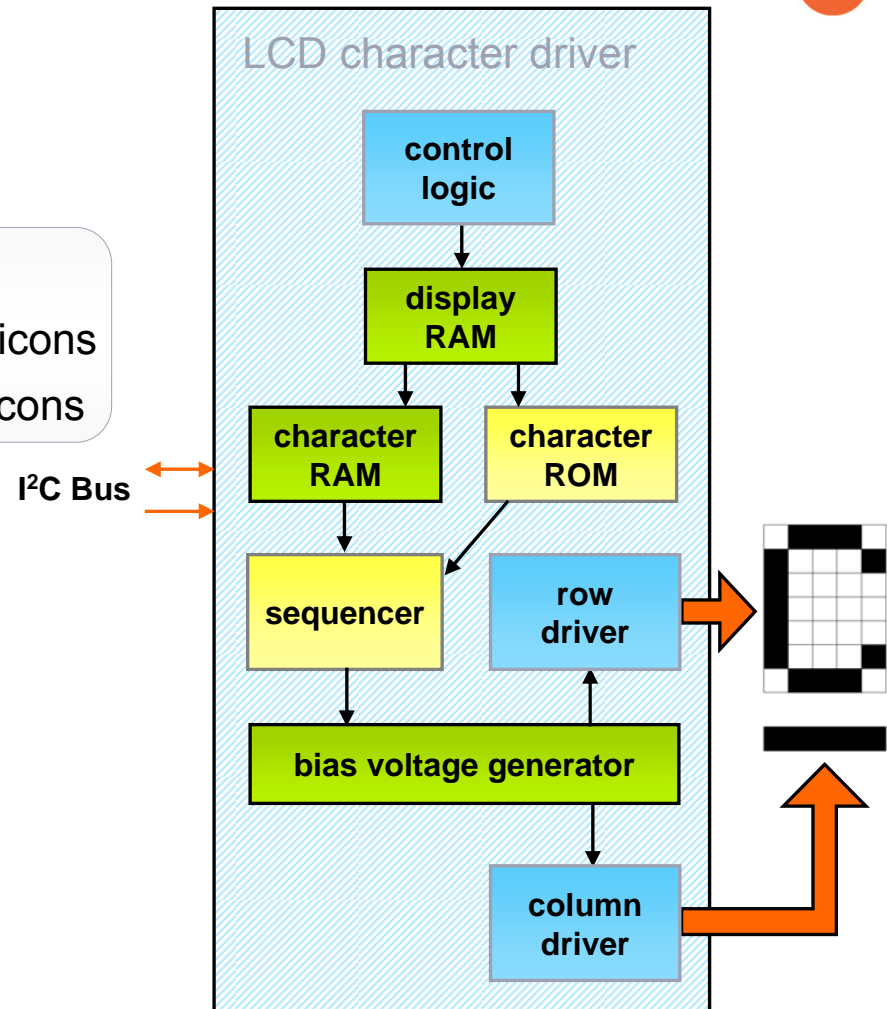 LCD character driver
control
logic
display
RAM
icons
cons
character
RAM
character
ROM
I²C Bus
sequencer
row
driver
bias voltage generator
column
driver